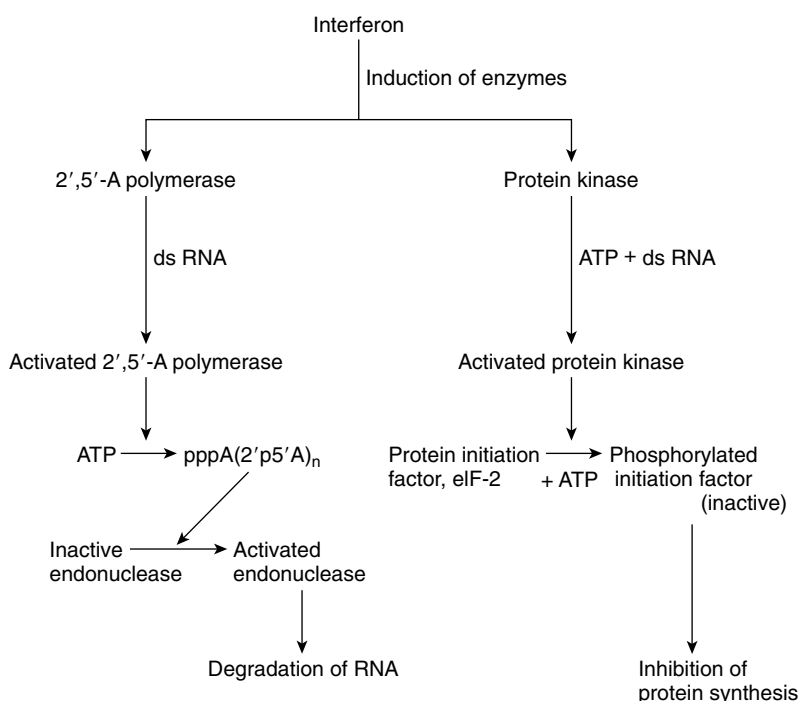 Interferon
Induction of enzymes
2′,5′-A polymerase
Protein kinase
ds RNA
ATP + ds RNA
Activated 2′,5′-A polymerase
Activated protein kinase
ATP
pppA(2′p5′A)n
Protein initiation
factor, eIF-2
+ ATP
Phosphorylated
initiation factor
(inactive)
Inactive
endonuclease
Activated
endonuclease
Degradation of RNA
Inhibition of
protein synthesis